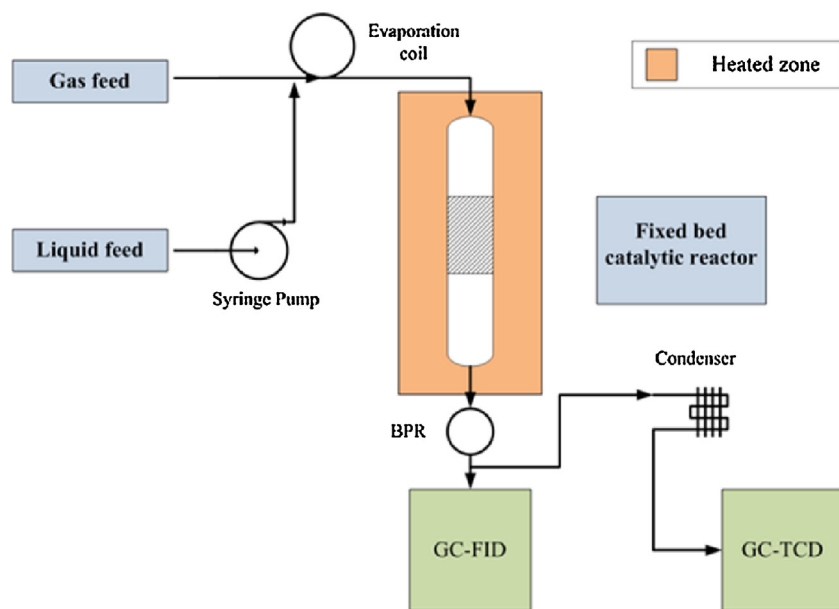 Evaporation
coil
Gas feed
Heated zone
Liquid feed
Syringe Pump
Fixed bed
catalytic reactor
Condenser
BPR
GC-FID
GC-TCD